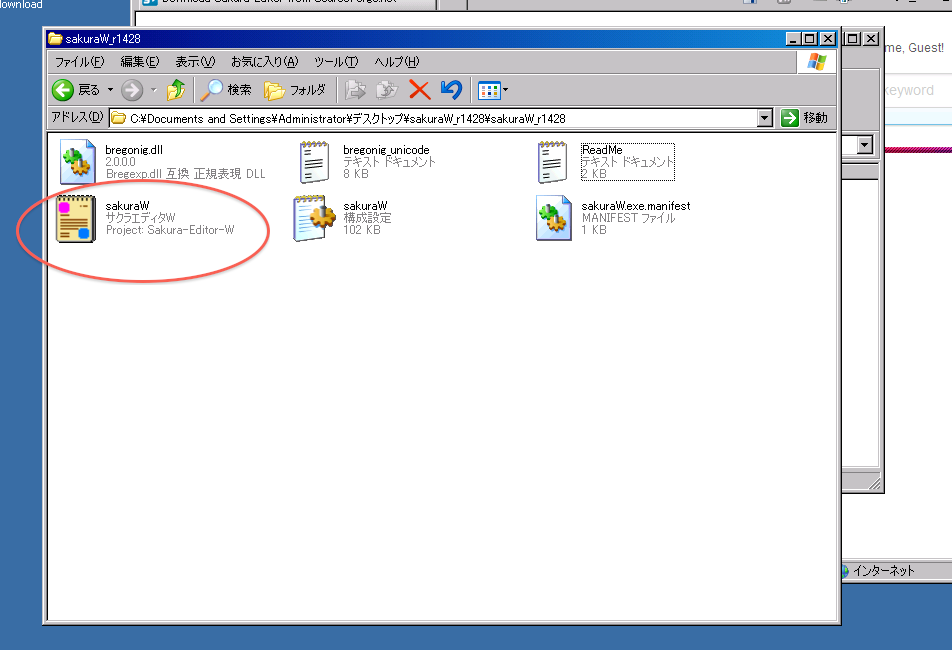 ownload
Download Sakura-Editor from SourceForge.net
sakuraW_r1428
me, Guest!
ファイル(F) 編集(E) 表示(V) お気に入り(A) ツール(T) ヘルプ(H)
戻る 検索 フォルダ
keyword
アドレス(D) C:¥Documents and Settings¥Administrator¥デスクトップ¥sakuraW_r1428¥sakuraW_r1428 移動
bregonig.dll
2.0.0.0
Bregexp.dll 互換 正規表現 DLL
bregonig_unicode
テキスト ドキュメント
8 KB
ReadMe
テキスト ドキュメント
2 KB
sakuraW
サクラエディタW
Project: Sakura-Editor-W
sakuraW
構成設定
102 KB
sakuraW.exe.manifest
MANIFEST ファイル
1 KB
インターネット